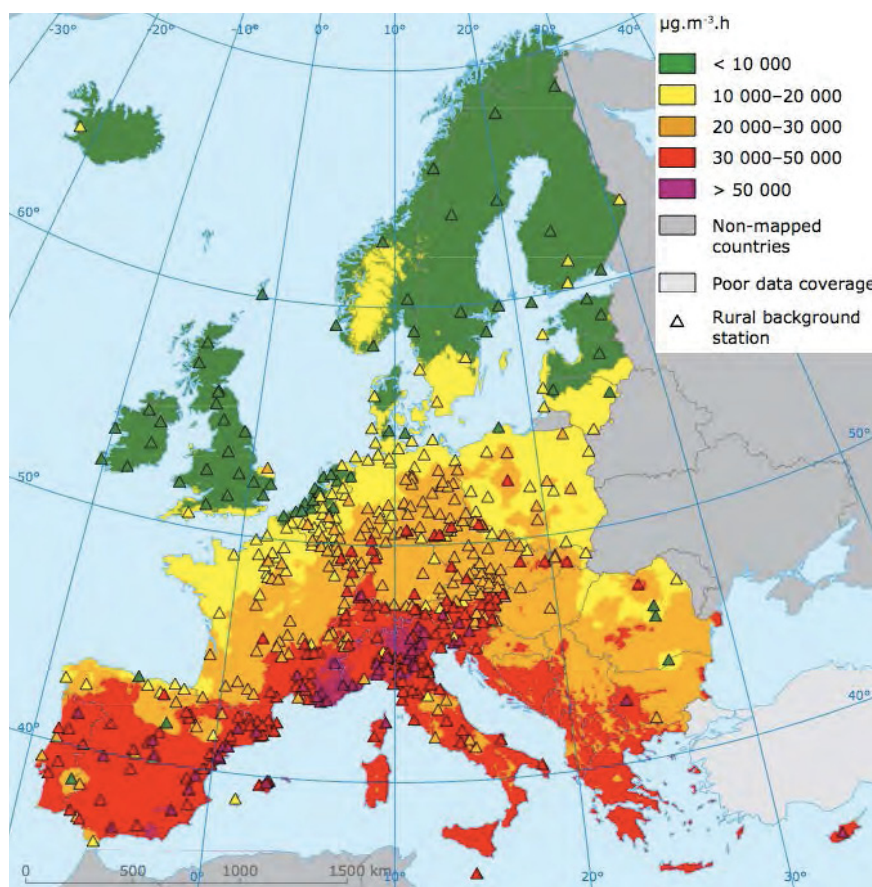 -30°
-20°
-10°
0°
10°
20°
30°
40°
µg.m⁻³.h
< 10 000
10 000–20 000
20 000–30 000
30 000–50 000
> 50 000
Non-mapped
countries
Poor data coverage
Rural background
station
60°
50°
50°
40°
40°
0
500
0°
1000
1500 km
10°
20°
30°